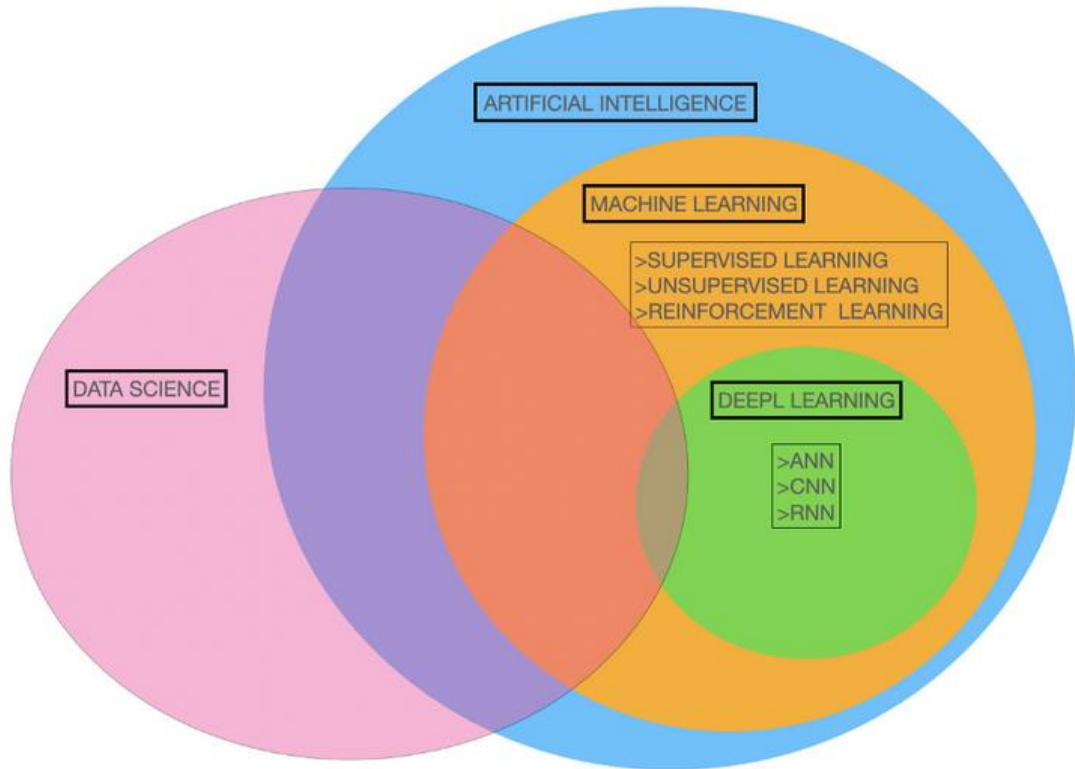 ARTIFICIAL INTELLIGENCE
MACHINE LEARNING
>SUPERVISED LEARNING
>UNSUPERVISED LEARNING
>REINFORCEMENT LEARNING
DATA SCIENCE
DEEPL LEARNING
>ANN
>CNN
>RNN